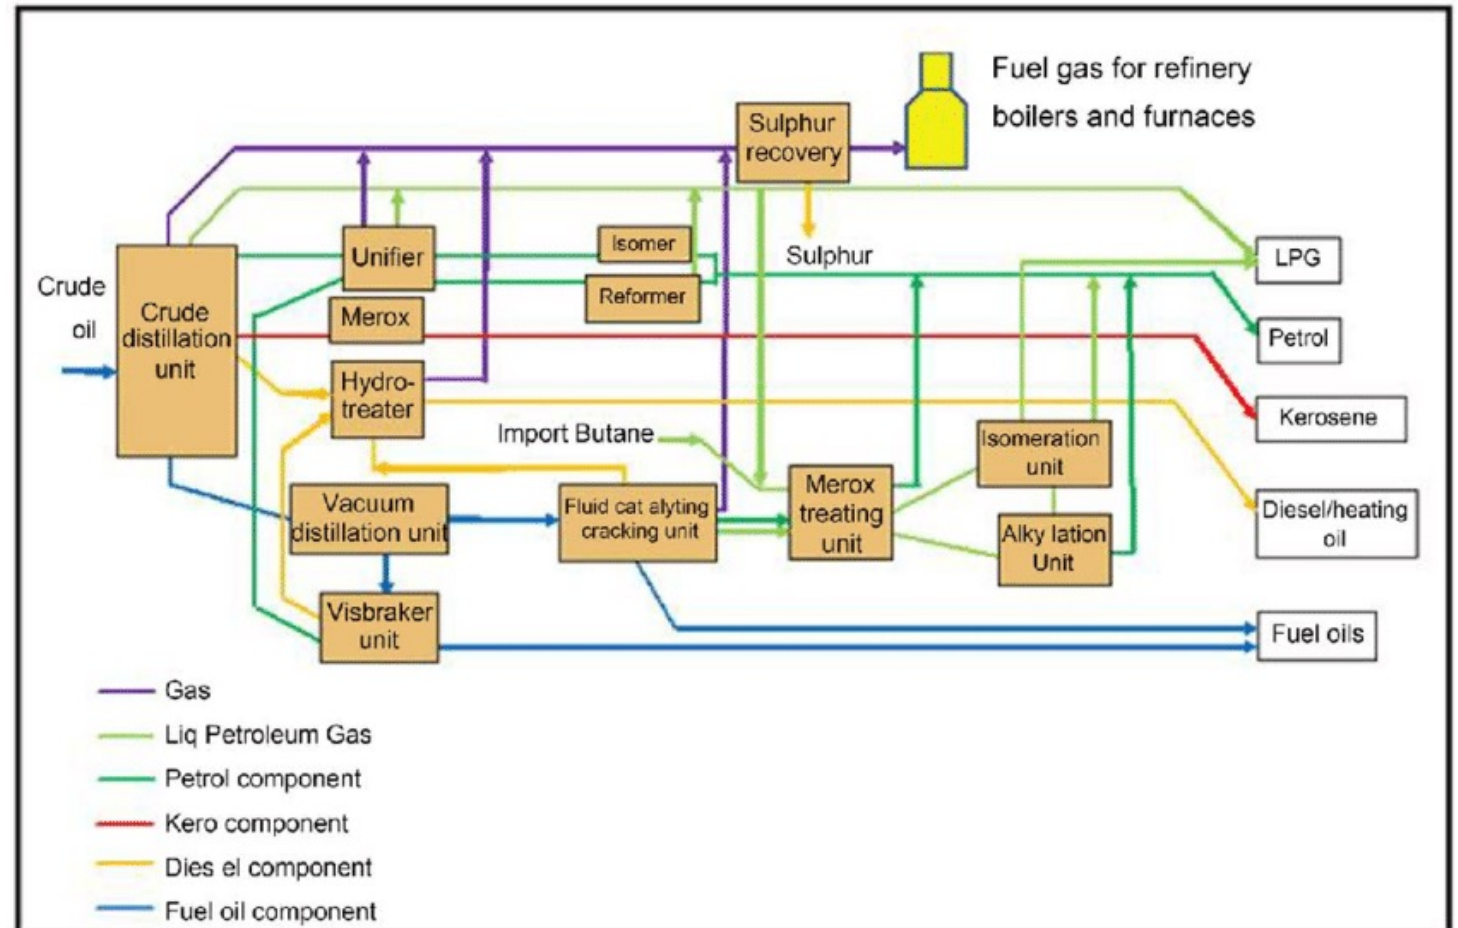 Fuel gas for refinery
boilers and furnaces
Sulphur
recovery
Sulphur
Unifier
Isomer
Reformer
LPG
Crude
oil
Crude
distillation
unit
Merox
Petrol
Hydro-
treater
Kerosene
Import Butane
Isomeration
unit
Vacuum
distillation unit
Fluid cat alyting
cracking unit
Merox
treating
unit
Alky lation
Unit
Diesel/heating
oil
Visbraker
unit
Fuel oils
Gas
Liq Petroleum Gas
Petrol component
Kero component
Dies el component
Fuel oil component